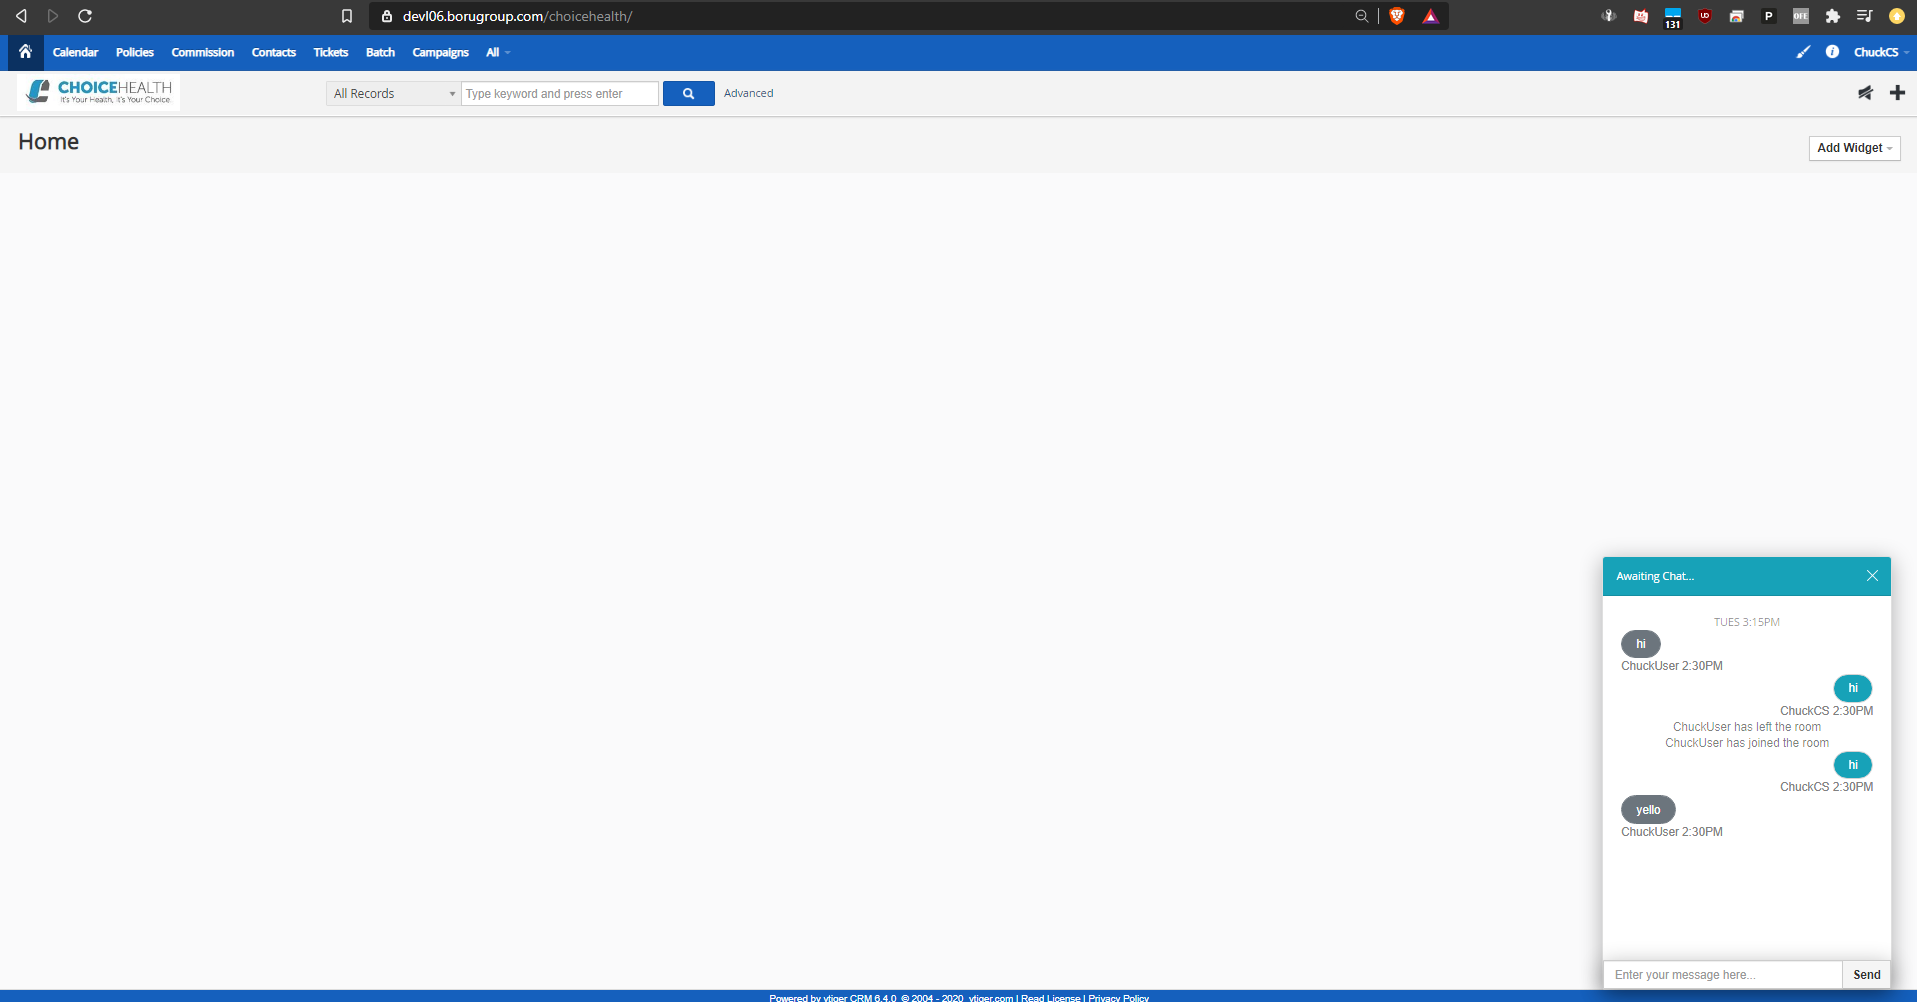 devl06.borugroup.com/choicehealth/
UD
131
P
OFF
Calendar Policies Commission Contacts Tickets Batch Campaigns All
ChuckCS
CHOICEHEALTH
It's Your Health, It's Your Choice
All Records
Type keyword and press enter
Advanced
Home
Add Widget
Awaiting Chat...
TUES 3:15PM
hi
ChuckUser 2:30PM
hi
ChuckCS 2:30PM
ChuckUser has left the room
ChuckUser has joined the room
hi
ChuckCS 2:30PM
yello
ChuckUser 2:30PM
Enter your message here...
Send
Powered by vtiger CRM 6.4.0 © 2004 - 2020 vtiger.com | Read License | Privacy Policy